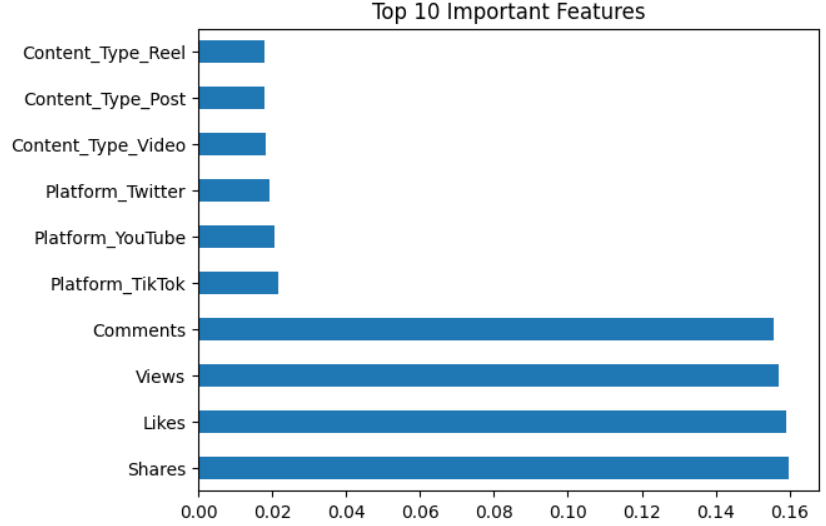 Top 10 Important Features
Content_Type_Reel
Content_Type_Post
Content_Type_Video
Platform_Twitter
Platform_YouTube
Platform_TikTok
Comments
Views
Likes
Shares
0.00 0.02 0.04 0.06 0.08 0.10 0.12 0.14 0.16